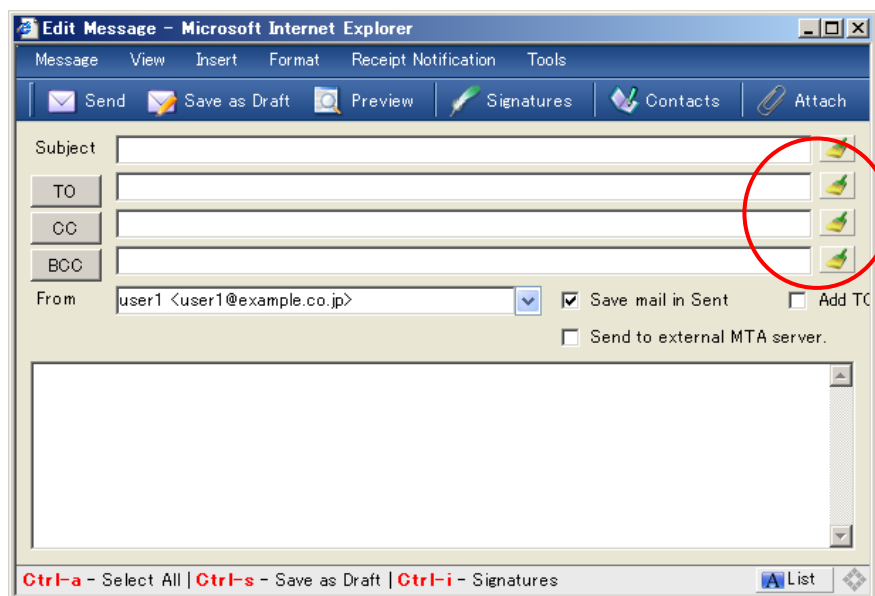 Edit Message - Microsoft Internet Explorer
Message View Insert Format Receipt Notification Tools
Send Save as Draft Preview Signatures Contacts Attach
Subject
TO
CC
BCC
From user1 <user1@example.co.jp> Save mail in Sent Add TO
Send to external MTA server.
Ctrl-a - Select All | Ctrl-s - Save as Draft | Ctrl-i - Signatures A List